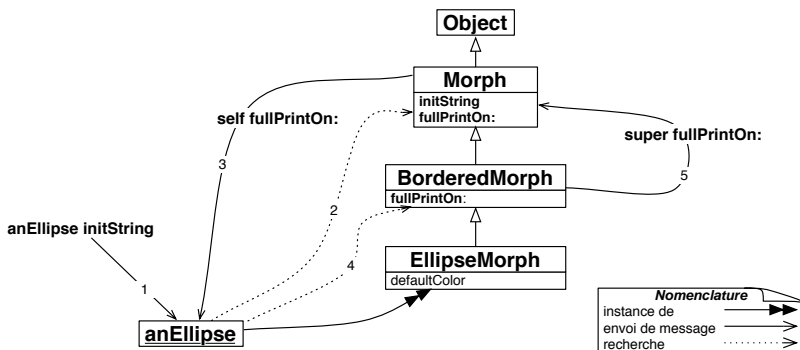 Object
Morph
initString
fullPrintOn:
self fullPrintOn:
super fullPrintOn:
3
BorderedMorph
fullPrintOn:
5
2
anEllipse initString
EllipseMorph
defaultColor
4
1
anEllipse
Nomenclature
instance de
envoi de message
recherche